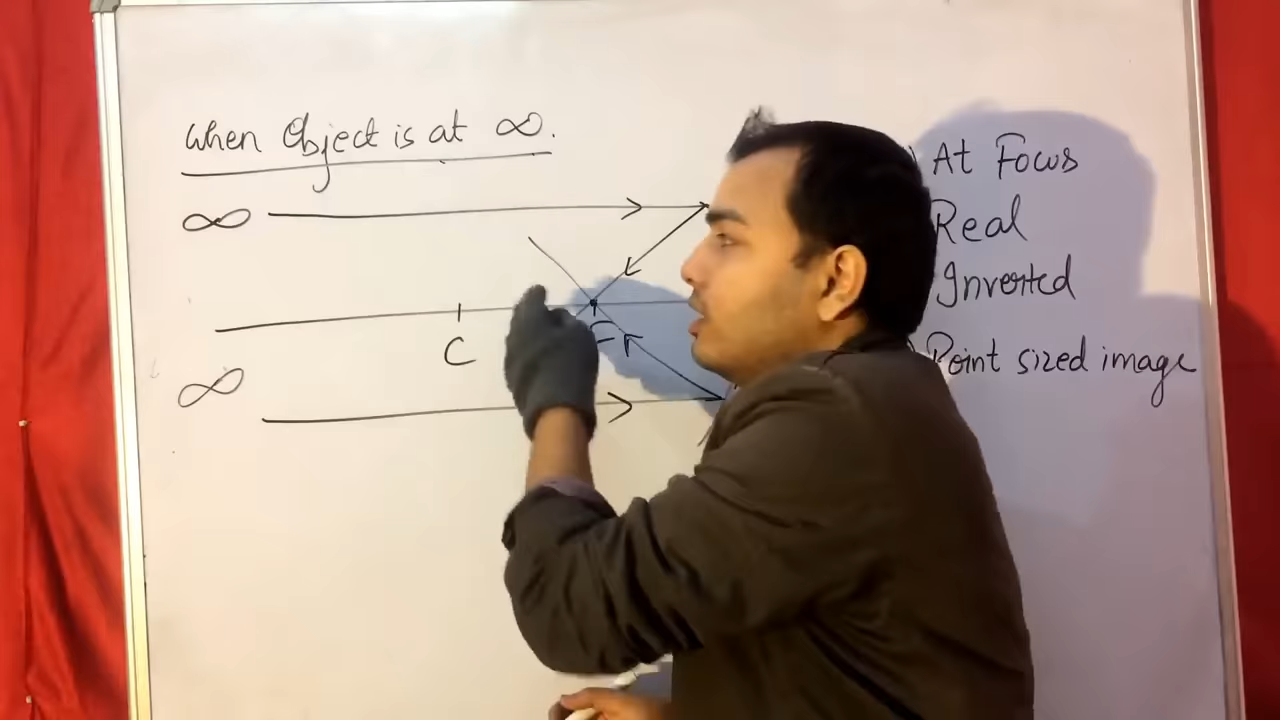 When Object is at ∞.
∞
C
F
∞
At Focus
Real
Inverted
Point sized image